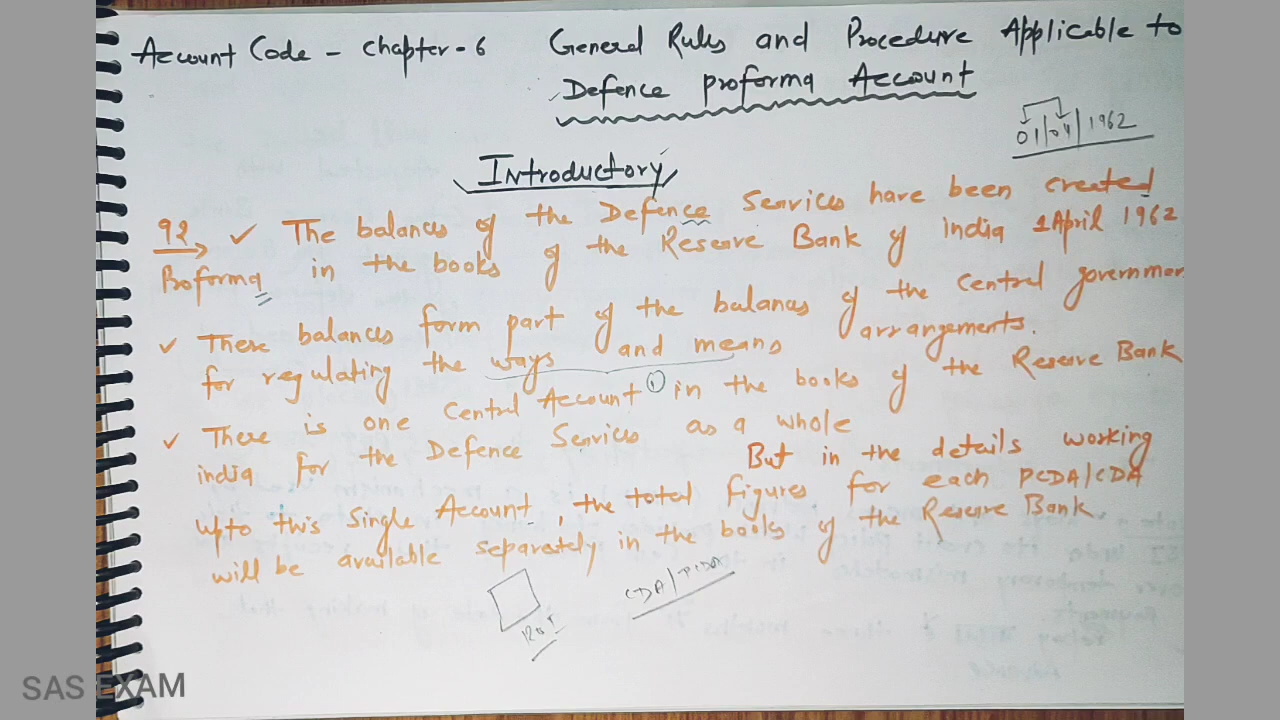 Account Code - Chapter-6 General Rules and Procedure Applicable to
Defence proforma Account
01/04/1962
Introductory
92 ✓ The balances of the Defence Services have been created
Proforma in the books of the Reserve Bank of india 1 April 1962
✓ These balances form part of the balances of the Central governmen
for regulating the ways and means arrangements.
✓ There is one Central Account ① in the books of the Reserve Bank
india for the Defence Services as a whole
But in the details working
upto this Single Account, the total figures for each PCDA/CDA
will be available separately in the books of the Reserve Bank
CDA/PCDA
SAS EXAM